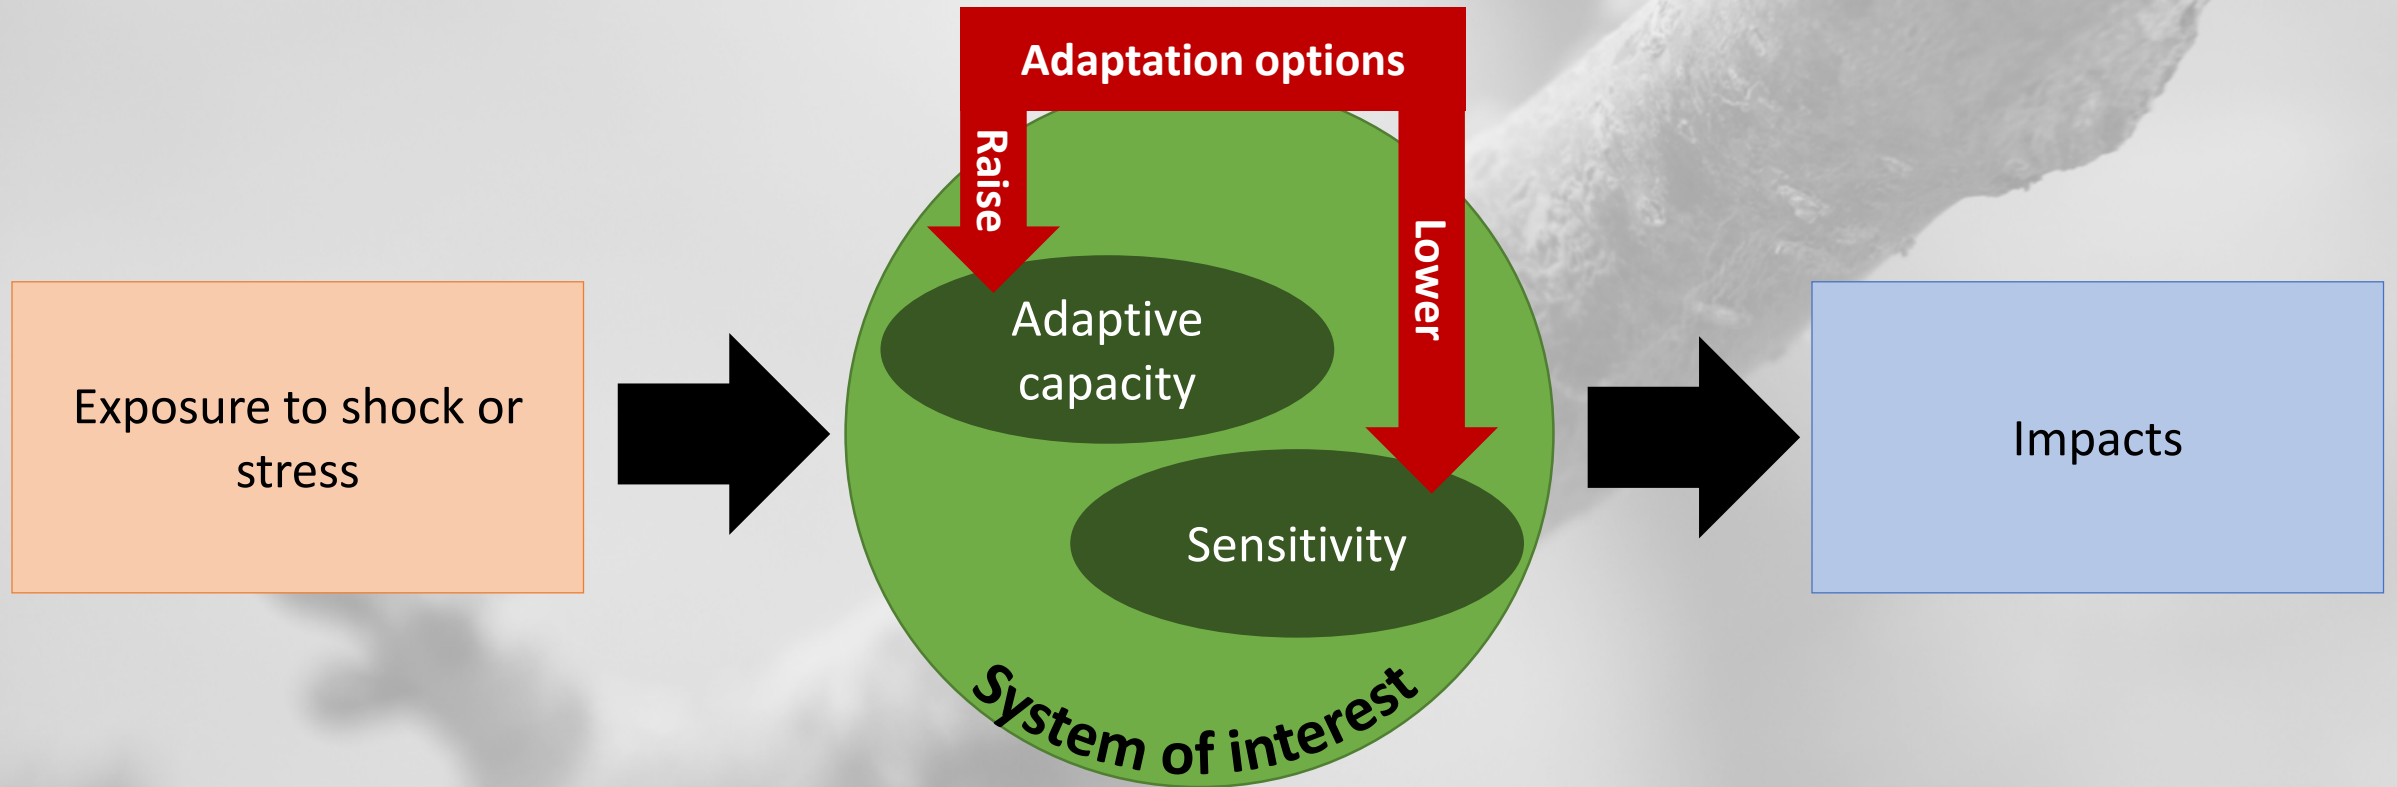 Adaptation options
Raise
Lower
Exposure to shock or
stress
Adaptive
capacity
Sensitivity
System of interest
Impacts